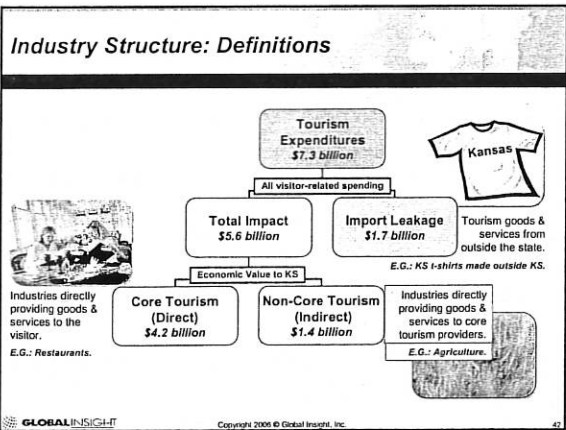 Industry Structure: Definitions
Tourism
Expenditures
$7.3 billion
Kansas
All visitor-related spending
Total Impact
$5.6 billion
Import Leakage
$1.7 billion
Tourism goods &
services from
outside the state.
E.G.: KS t-shirts made outside KS.
Economic Value to KS
Industries directly
providing goods &
services to the
visitor.
E.G.: Restaurants.
Core Tourism
(Direct)
$4.2 billion
Non-Core Tourism
(Indirect)
$1.4 billion
Industries directly
providing goods &
services to core
tourism providers.
E.G.: Agriculture.
GLOBAL INSIGHT
Copyright 2006 © Global Insight, Inc.
42